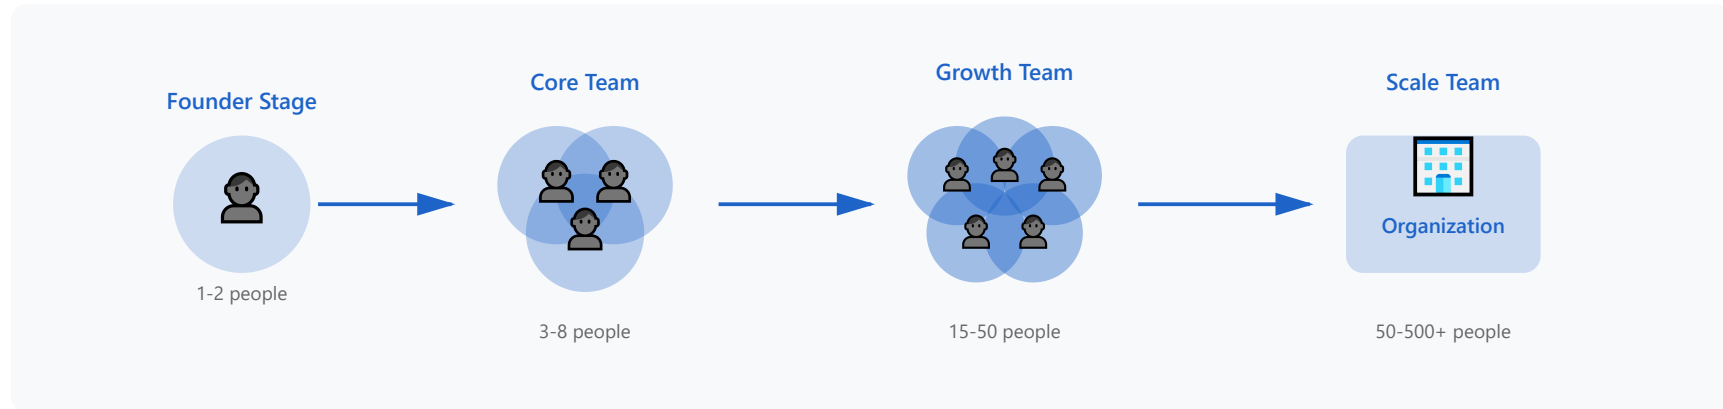 Founder Stage
1-2 people
Core Team
3-8 people
Growth Team
15-50 people
Scale Team
Organization
50-500+ people